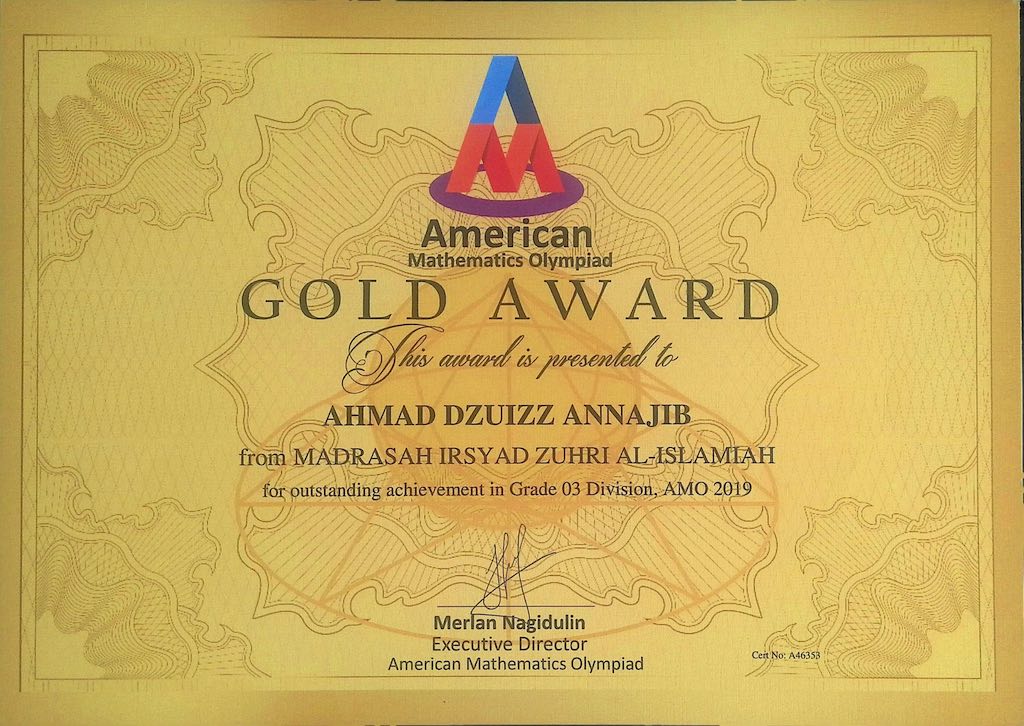 American
Mathematics Olympiad
GOLD AWARD
This award is presented to
AHMAD DZUIZZ ANNAJIB
from MADRASAH IRSYAD ZUHRI AL-ISLAMIAH
for outstanding achievement in Grade 03 Division, AMO 2019
Merlan Nagidulin
Executive Director
American Mathematics Olympiad
Cert No: A46353